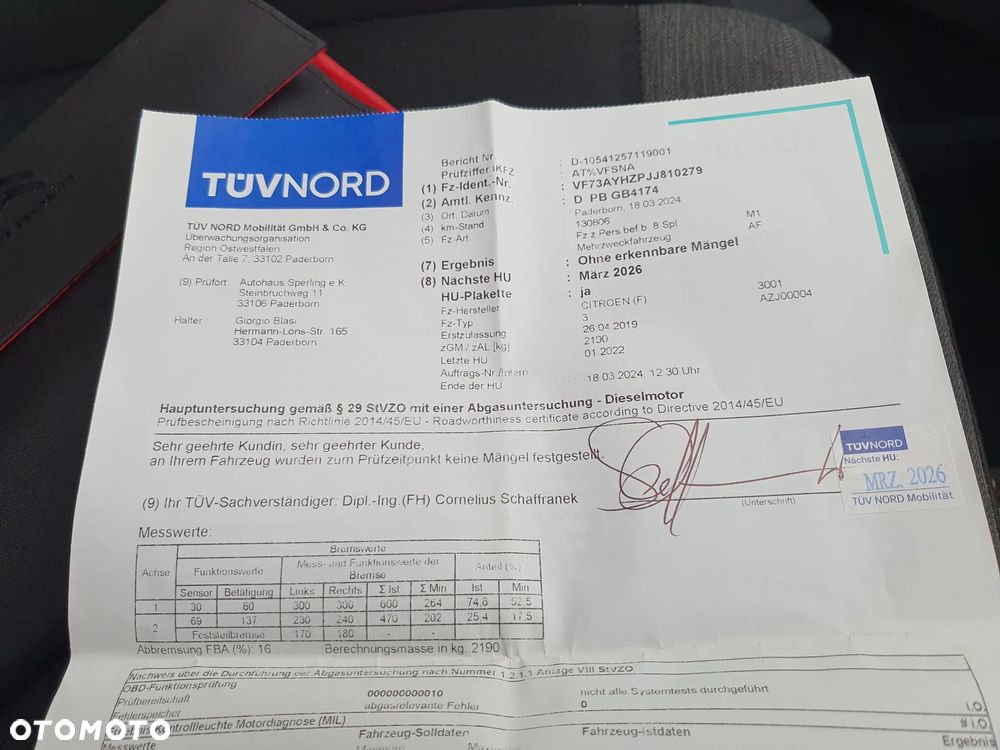 TÜVNORD
TÜV NORD Mobilität GmbH & Co. KG
Überwachungsorganisation
Region Ostwestfalen
An der Talle 7, 33102 Paderborn
(9) Prüfort: Autohaus Sperling e.K.
Steinbruchweg 11
33106 Paderborn
Halter Giorgio Blasi
Hermann-Löns-Str. 165
33104 Paderborn
Bericht Nr. : D-10541257119001
Prüfziffer iKFZ : AT%VFSNA
(1) Fz-Ident.-Nr. : VF73AYHZPJJ810279
(2) Amtl. Kennz. : D PB GB4174
(3) Ort, Datum : Paderborn, 18.03.2024
(4) km-Stand : 130806
(5) Fz-Art : Fz.z.Pers.bef.b. 8 Spl. M1
Mehrzweckfahrzeug AF
(7) Ergebnis : Ohne erkennbare Mängel
(8) Nächste HU : März 2026
HU-Plakette : ja
Fz-Hersteller : CITROEN (F) 3001
Fz-Typ : 3 AZJ00004
Erstzulassung : 26.04.2019
zGM / zAL [kg] : 2190
Letzte HU : 01.2022
Auftrags-Nr./Intern :
Ende der HU : 18.03.2024, 12:30 Uhr
Hauptuntersuchung gemäß § 29 StVZO mit einer Abgasuntersuchung - Dieselmotor
Prüfbescheinigung nach Richtlinie 2014/45/EU - Roadworthiness certificate according to Directive 2014/45/EU
Sehr geehrte Kundin, sehr geehrter Kunde,
an Ihrem Fahrzeug wurden zum Prüfzeitpunkt keine Mängel festgestellt.
(9) Ihr TÜV-Sachverständiger: Dipl.-Ing.(FH) Cornelius Schaffranek
(Unterschrift)
TÜVNORD
Nächste HU:
MRZ. 2026
TÜV NORD Mobilität
Messwerte:
Bremswerte
Achse Funktionswerte Mess- und Funktionswerte der Bremse Anteil (%)
Sensor Betätigung Links Rechts Σ Ist Σ Min Ist Min
1 30 60 300 300 600 264 74,6 52,5
2 69 137 230 240 470 202 25,4 17,5
Feststellbremse 170 180 - - -
Abbremsung FBA (%): 16 Berechnungsmasse in kg: 2190
Nachweis über die Durchführung der Abgasuntersuchung nach Nummer 1.2.1.1 Anlage VIII StVZO
OBD-Funktionsprüfung
Prüfbereitschaft 000000000010 nicht alle Systemtests durchgeführt
Fehlerspeicher abgasrelevante Fehler 0 i.O.
Kontrollleuchte Motordiagnose (MIL) # i.O.
Messwerte Fahrzeug-Solldaten Fahrzeug-Istdaten Ergebnis
OTOMOTO